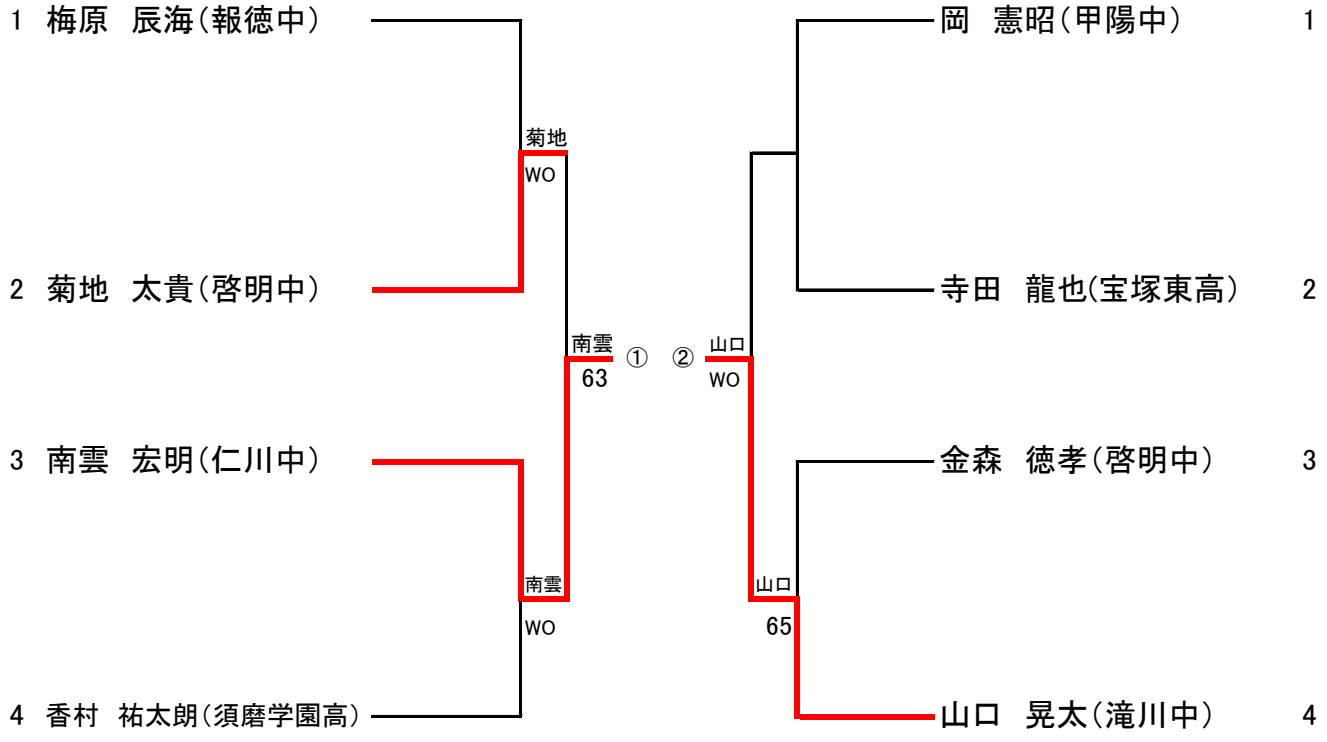 1 梅原 辰海(報徳中)
岡 憲昭(甲陽中) 1
菊地
WO
2 菊地 太貴(啓明中)
寺田 龍也(宝塚東高) 2
南雲 ① ② 山口
63 WO
3 南雲 宏明(仁川中)
金森 徳孝(啓明中) 3
南雲 山口
WO 65
4 香村 祐太朗(須磨学園高)
山口 晃太(滝川中) 4